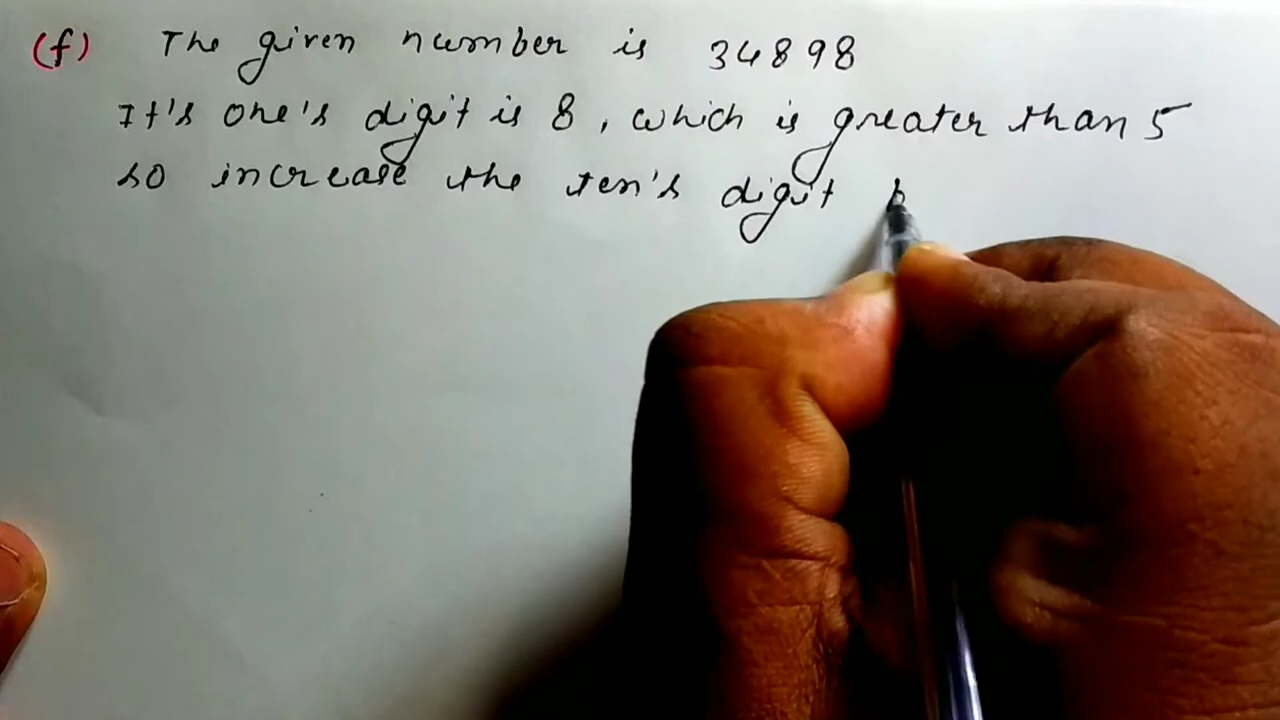 (f) The given number is 34898
It's one's digit is 8, which is greater than 5
so increase the ten's digit b